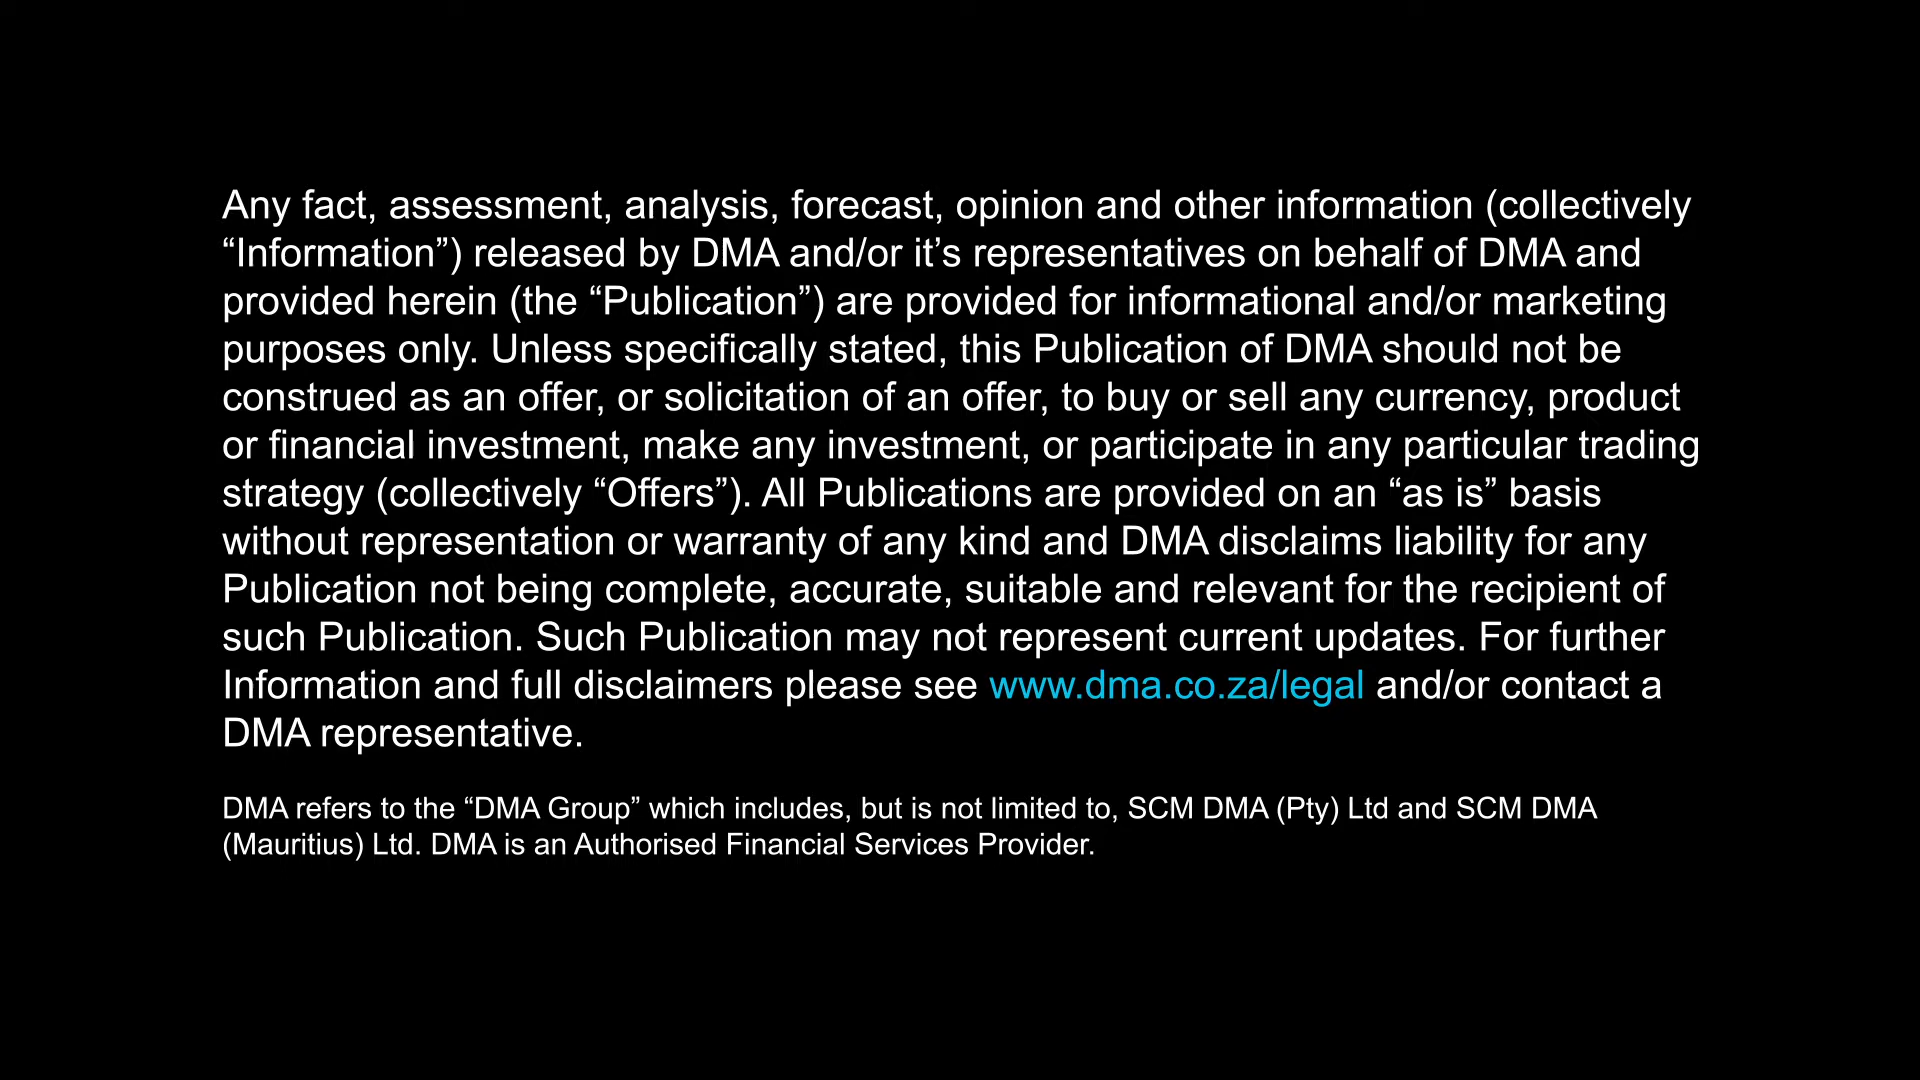 Any fact, assessment, analysis, forecast, opinion and other information (collectively
“Information”) released by DMA and/or it’s representatives on behalf of DMA and
provided herein (the “Publication”) are provided for informational and/or marketing
purposes only. Unless specifically stated, this Publication of DMA should not be
construed as an offer, or solicitation of an offer, to buy or sell any currency, product
or financial investment, make any investment, or participate in any particular trading
strategy (collectively “Offers”). All Publications are provided on an “as is” basis
without representation or warranty of any kind and DMA disclaims liability for any
Publication not being complete, accurate, suitable and relevant for the recipient of
such Publication. Such Publication may not represent current updates. For further
Information and full disclaimers please see www.dma.co.za/legal and/or contact a
DMA representative.
DMA refers to the “DMA Group” which includes, but is not limited to, SCM DMA (Pty) Ltd and SCM DMA
(Mauritius) Ltd. DMA is an Authorised Financial Services Provider.